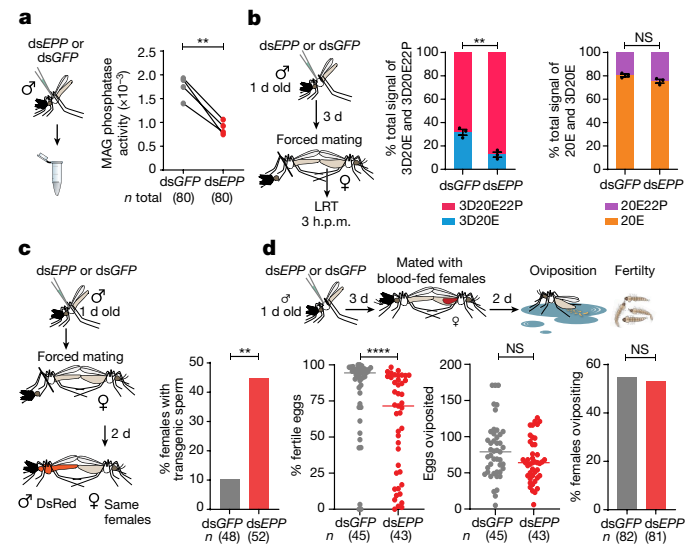 a
dsEPP or
dsGFP
♂
MAG phosphatase
activity (×10−3)
2.5
2.0
1.5
1.0
0.5
0
**
dsGFP dsEPP
n total (80) (80)
b
dsEPP or dsGFP
♂
1 d old
3 d
Forced mating
♀
LRT
3 h.p.m.
% total signal of
3D20E and 3D20E22P
100
80
60
40
20
0
**
dsGFP dsEPP
3D20E22P
3D20E
% total signal of
20E and 3D20E
100
80
60
40
20
0
NS
dsGFP dsEPP
20E22P
20E
c
dsEPP or dsGFP
♂
1 d old
Forced mating
♀
2 d
♂ DsRed ♀ Same
females
% females with
transgenic sperm
50
40
30
20
10
0
**
dsGFP dsEPP
n (48) (52)
d
dsEPP or dsGFP
♂
1 d old
3 d
Mated with
blood-fed females
♀
2 d
Oviposition
Fertilty
% fertile eggs
100
75
50
25
0
****
dsGFP dsEPP
n (45) (43)
Eggs oviposited
200
150
100
50
0
NS
dsGFP dsEPP
(45) (43)
% females ovipositing
60
40
20
0
NS
dsGFP dsEPP
n (82) (81)